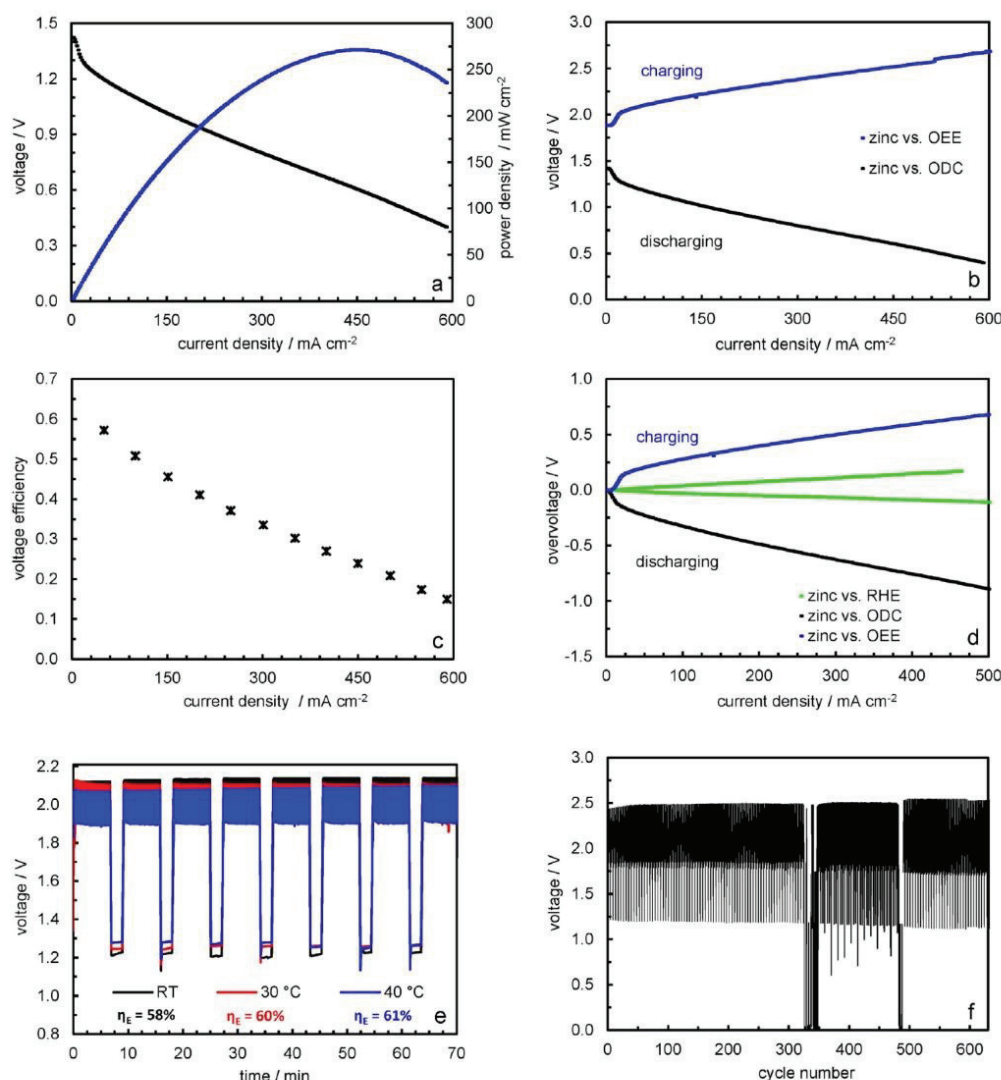 1.5
1.2
0.9
0.6
0.3
0.0
voltage / V
300
250
200
150
100
50
0
power density / mW cm-2
a
0
150
300
450
600
current density / mA cm-2
3.0
2.5
2.0
1.5
1.0
0.5
0.0
voltage / V
charging
zinc vs. OEE
zinc vs. ODC
discharging
b
0
150
300
450
600
current density / mA cm-2
0.7
0.6
0.5
0.4
0.3
0.2
0.1
0.0
voltage efficiency
c
0
150
300
450
600
current density / mA cm-2
1.0
0.5
0.0
-0.5
-1.0
-1.5
overvoltage / V
charging
discharging
zinc vs. RHE
zinc vs. ODC
zinc vs. OEE
d
0
100
200
300
400
500
current density / mA cm-2
2.2
2.0
1.8
1.6
1.4
1.2
1.0
0.8
voltage / V
RT
30 °C
40 °C
ηE = 58%
ηE = 60%
ηE = 61%
e
0
10
20
30
40
50
60
70
time / min
3.0
2.5
2.0
1.5
1.0
0.5
0.0
voltage / V
f
0
100
200
300
400
500
600
cycle number